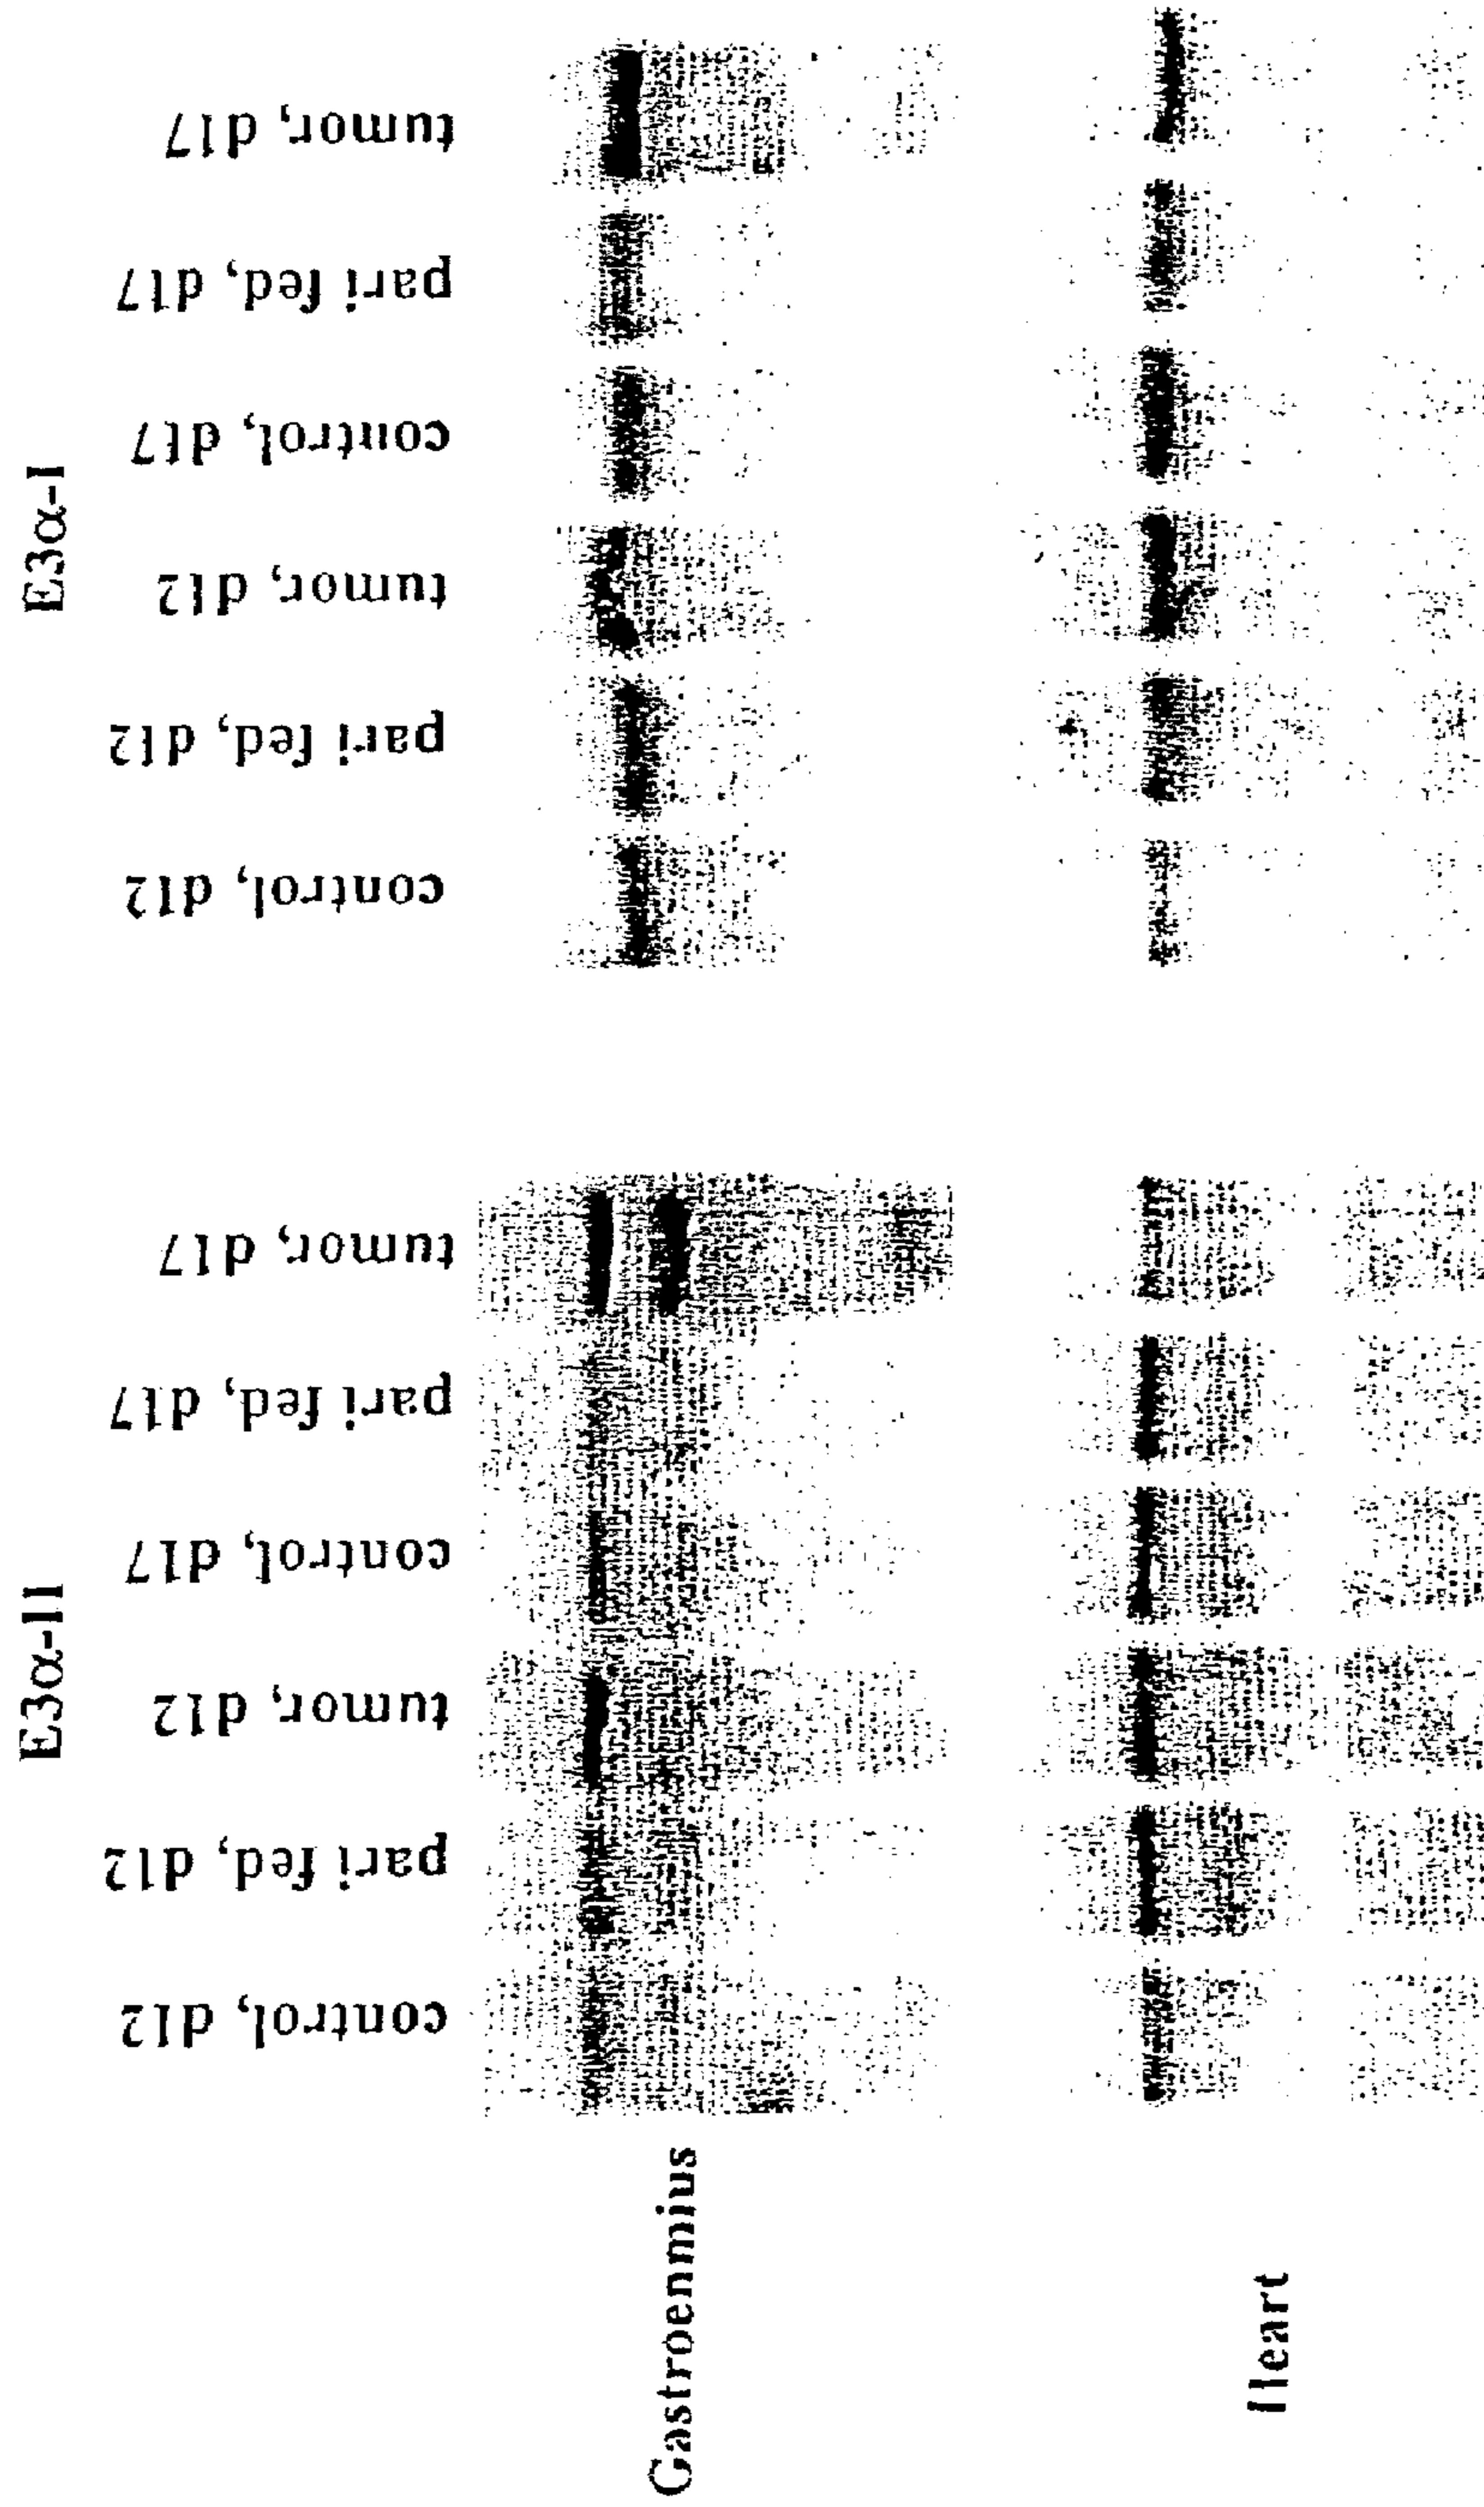 E3α-II
E3α-I
control, d12
pari fed, d12
tumor, d12
control, d17
pari fed, d17
tumor, d17
control, d12
pari fed, d12
tumor, d12
control, d17
pari fed, d17
tumor, d17
Gastroenmius
Heart